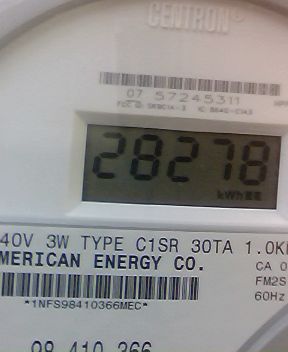 CENTRON®
07 57245311
28278
kWh
40V 3W TYPE C1SR 30TA 1.0K
MERICAN ENERGY CO.
CA 0
FM2S
60Hz
*1NFS98410366MEC*
98 410 366